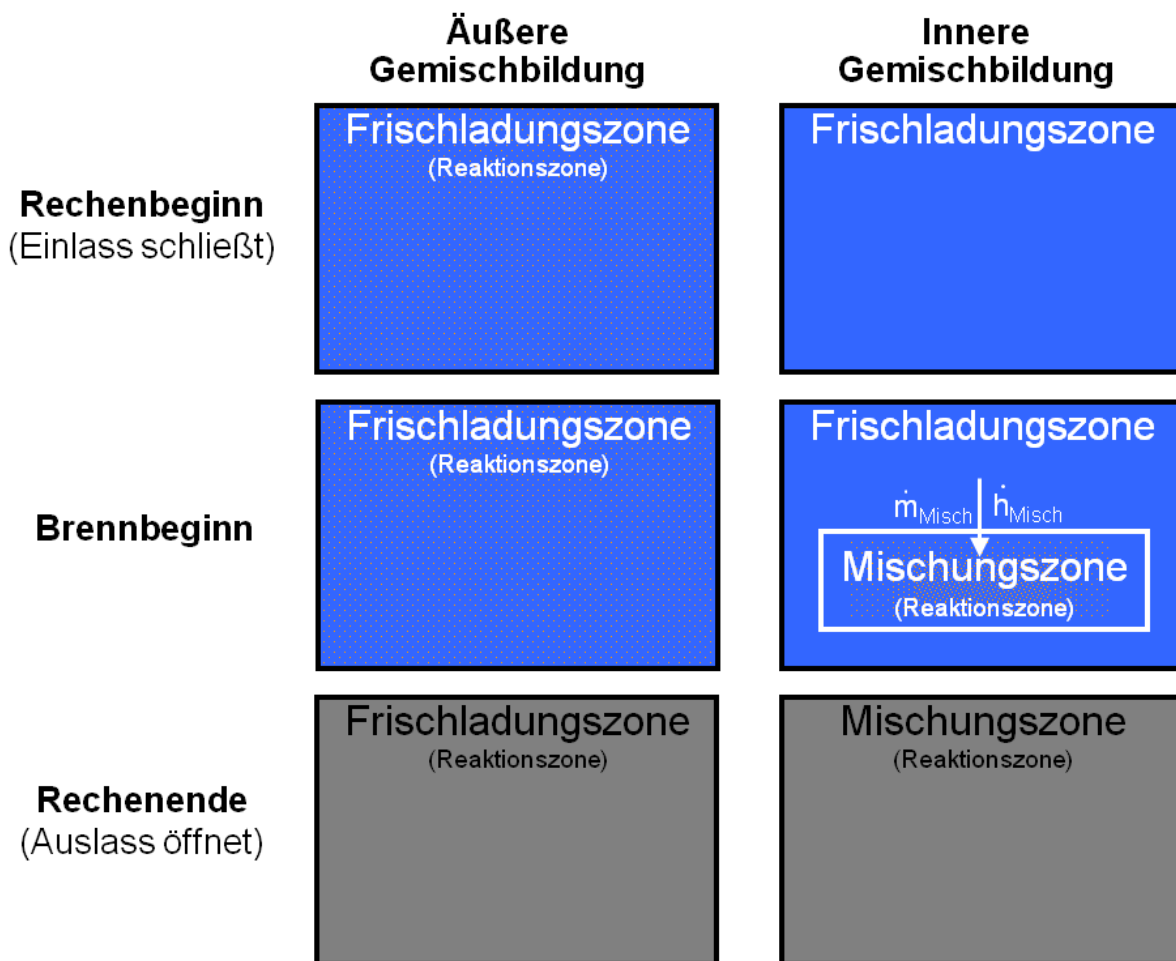 Äußere
Gemischbildung
Innere
Gemischbildung
Rechenbeginn
(Einlass schließt)
Frischladungszone
(Reaktionszone)
Frischladungszone
Brennbeginn
Frischladungszone
(Reaktionszone)
Frischladungszone
ṁMisch ḣMisch
Mischungszone
(Reaktionszone)
Rechenende
(Auslass öffnet)
Frischladungszone
(Reaktionszone)
Mischungszone
(Reaktionszone)